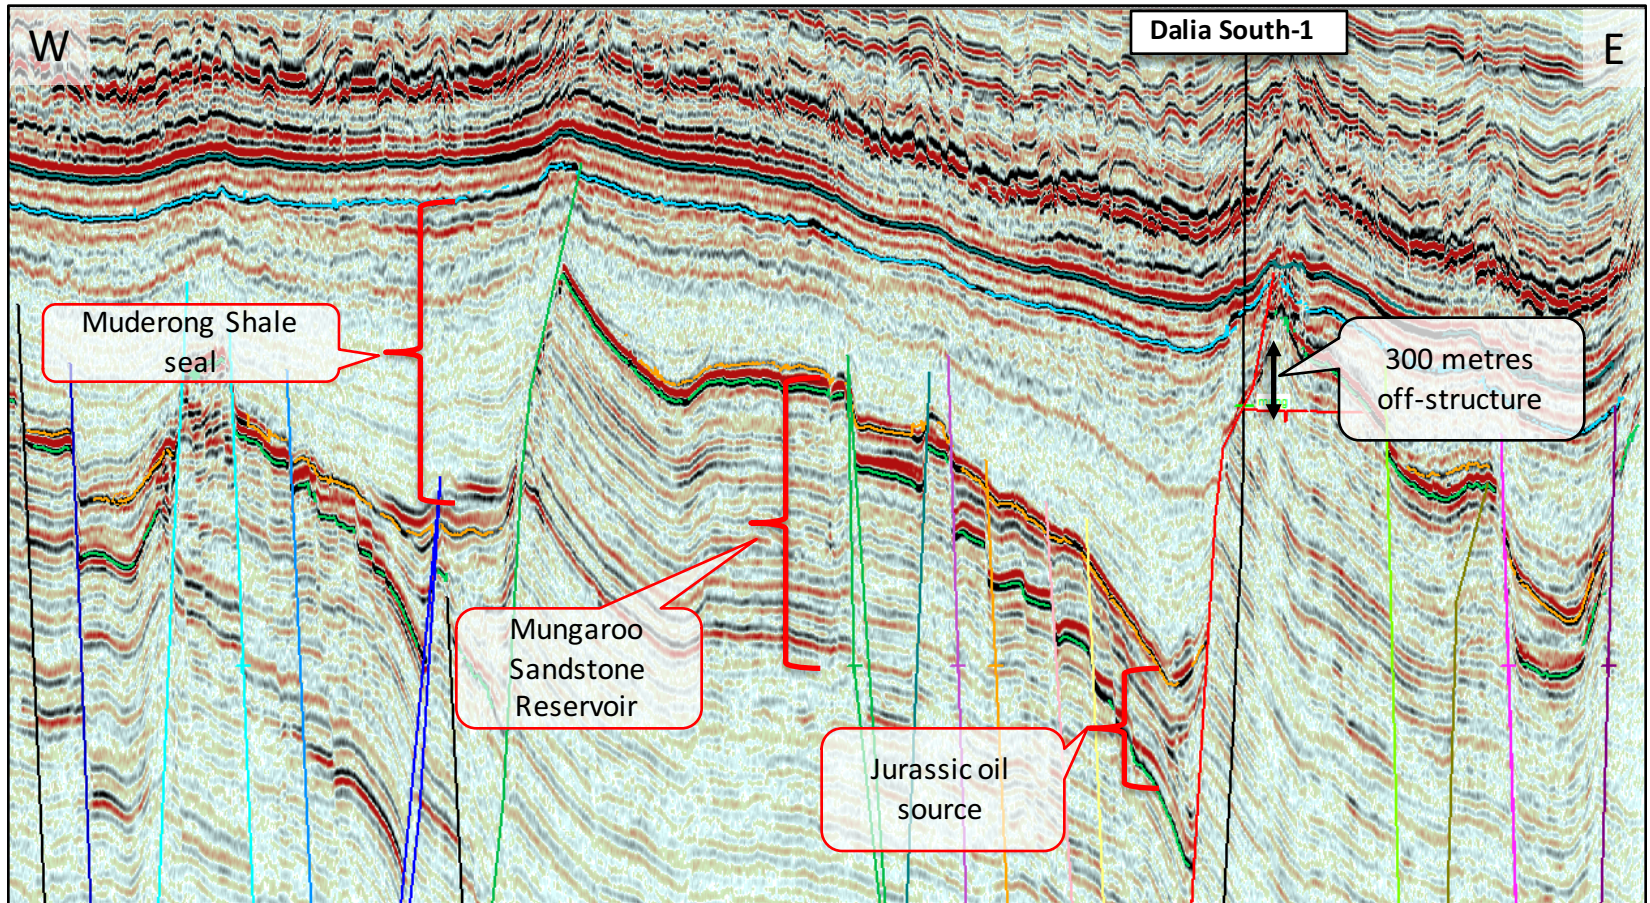 W
Dalia South-1
E
Muderong Shale
seal
300 metres
off-structure
Mungaroo
Sandstone
Reservoir
Jurassic oil
source